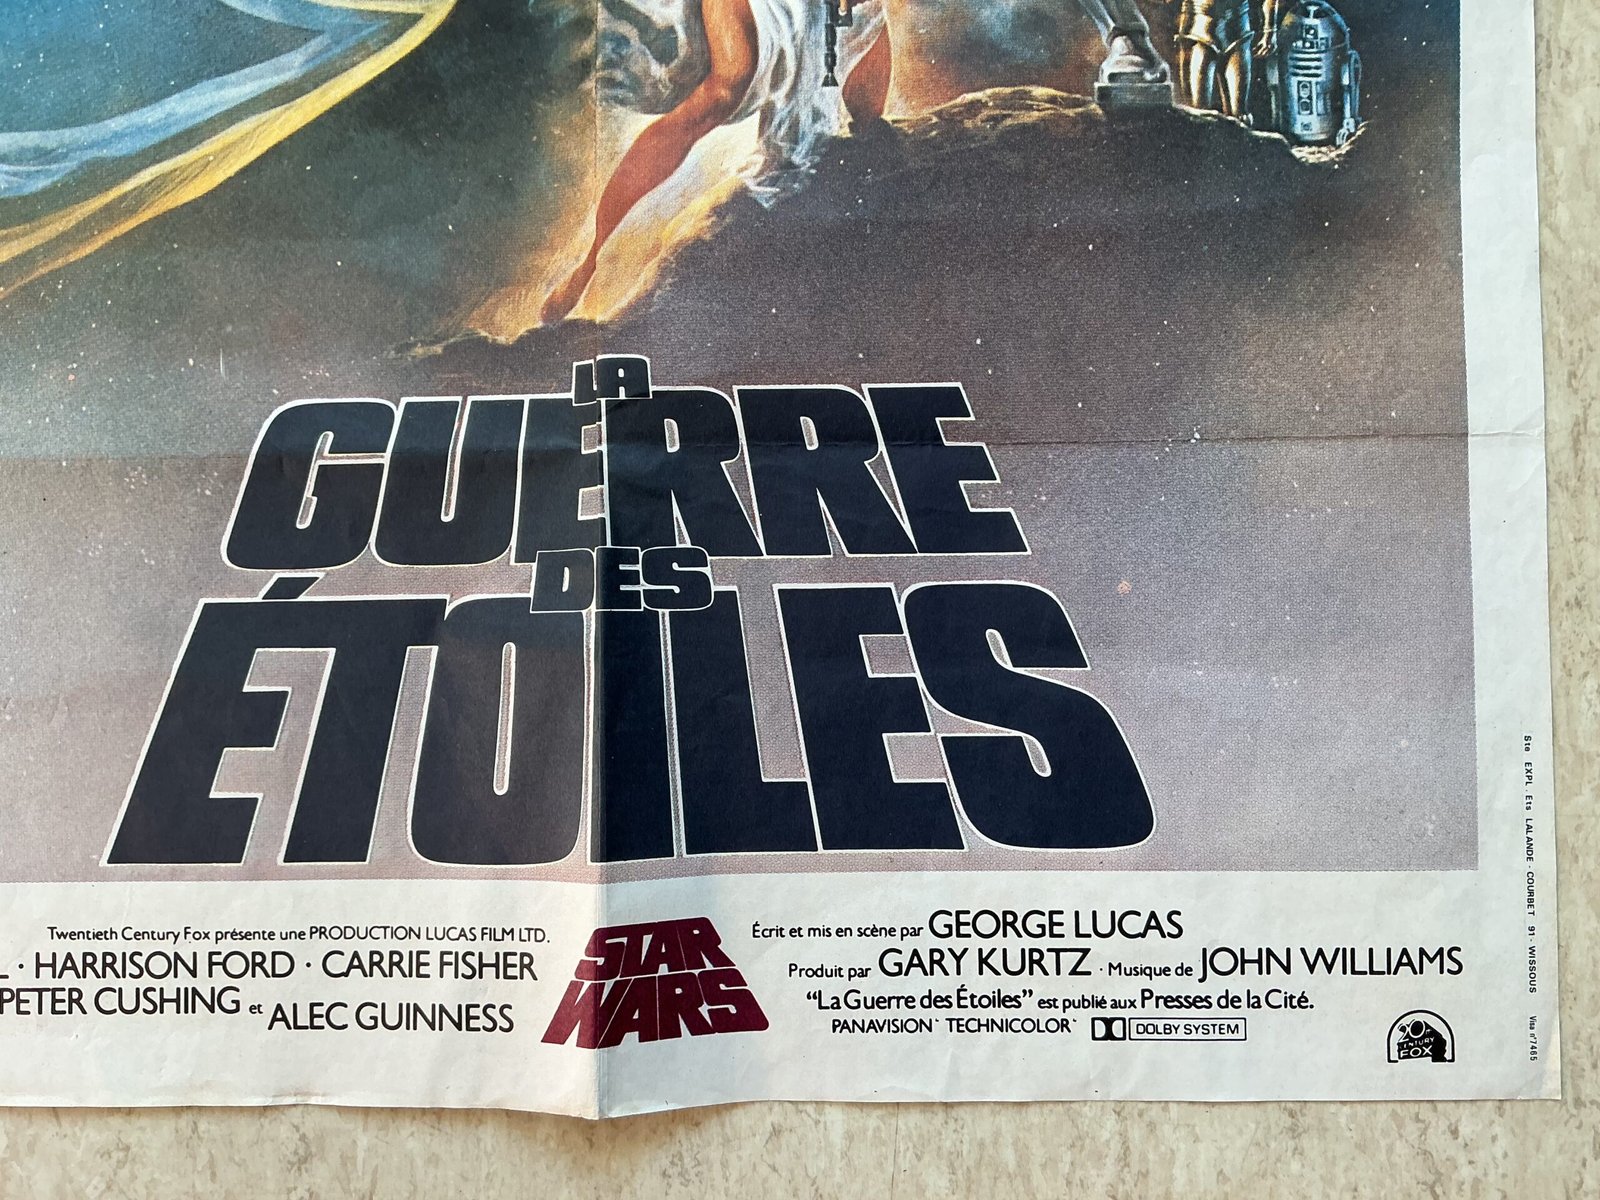 LA
GUERRE
DES
ÉTOILES
Twentieth Century Fox présente une PRODUCTION LUCAS FILM LTD.
L · HARRISON FORD · CARRIE FISHER
PETER CUSHING et ALEC GUINNESS
STAR
WARS
Écrit et mis en scène par GEORGE LUCAS
Produit par GARY KURTZ · Musique de JOHN WILLIAMS
“La Guerre des Étoiles” est publié aux Presses de la Cité.
PANAVISION® TECHNICOLOR® DOLBY SYSTEM
20th
CENTURY
FOX
Ste EXPL. Ets LALANDE - COURBET 91 - WISSOUS Visa n°7465